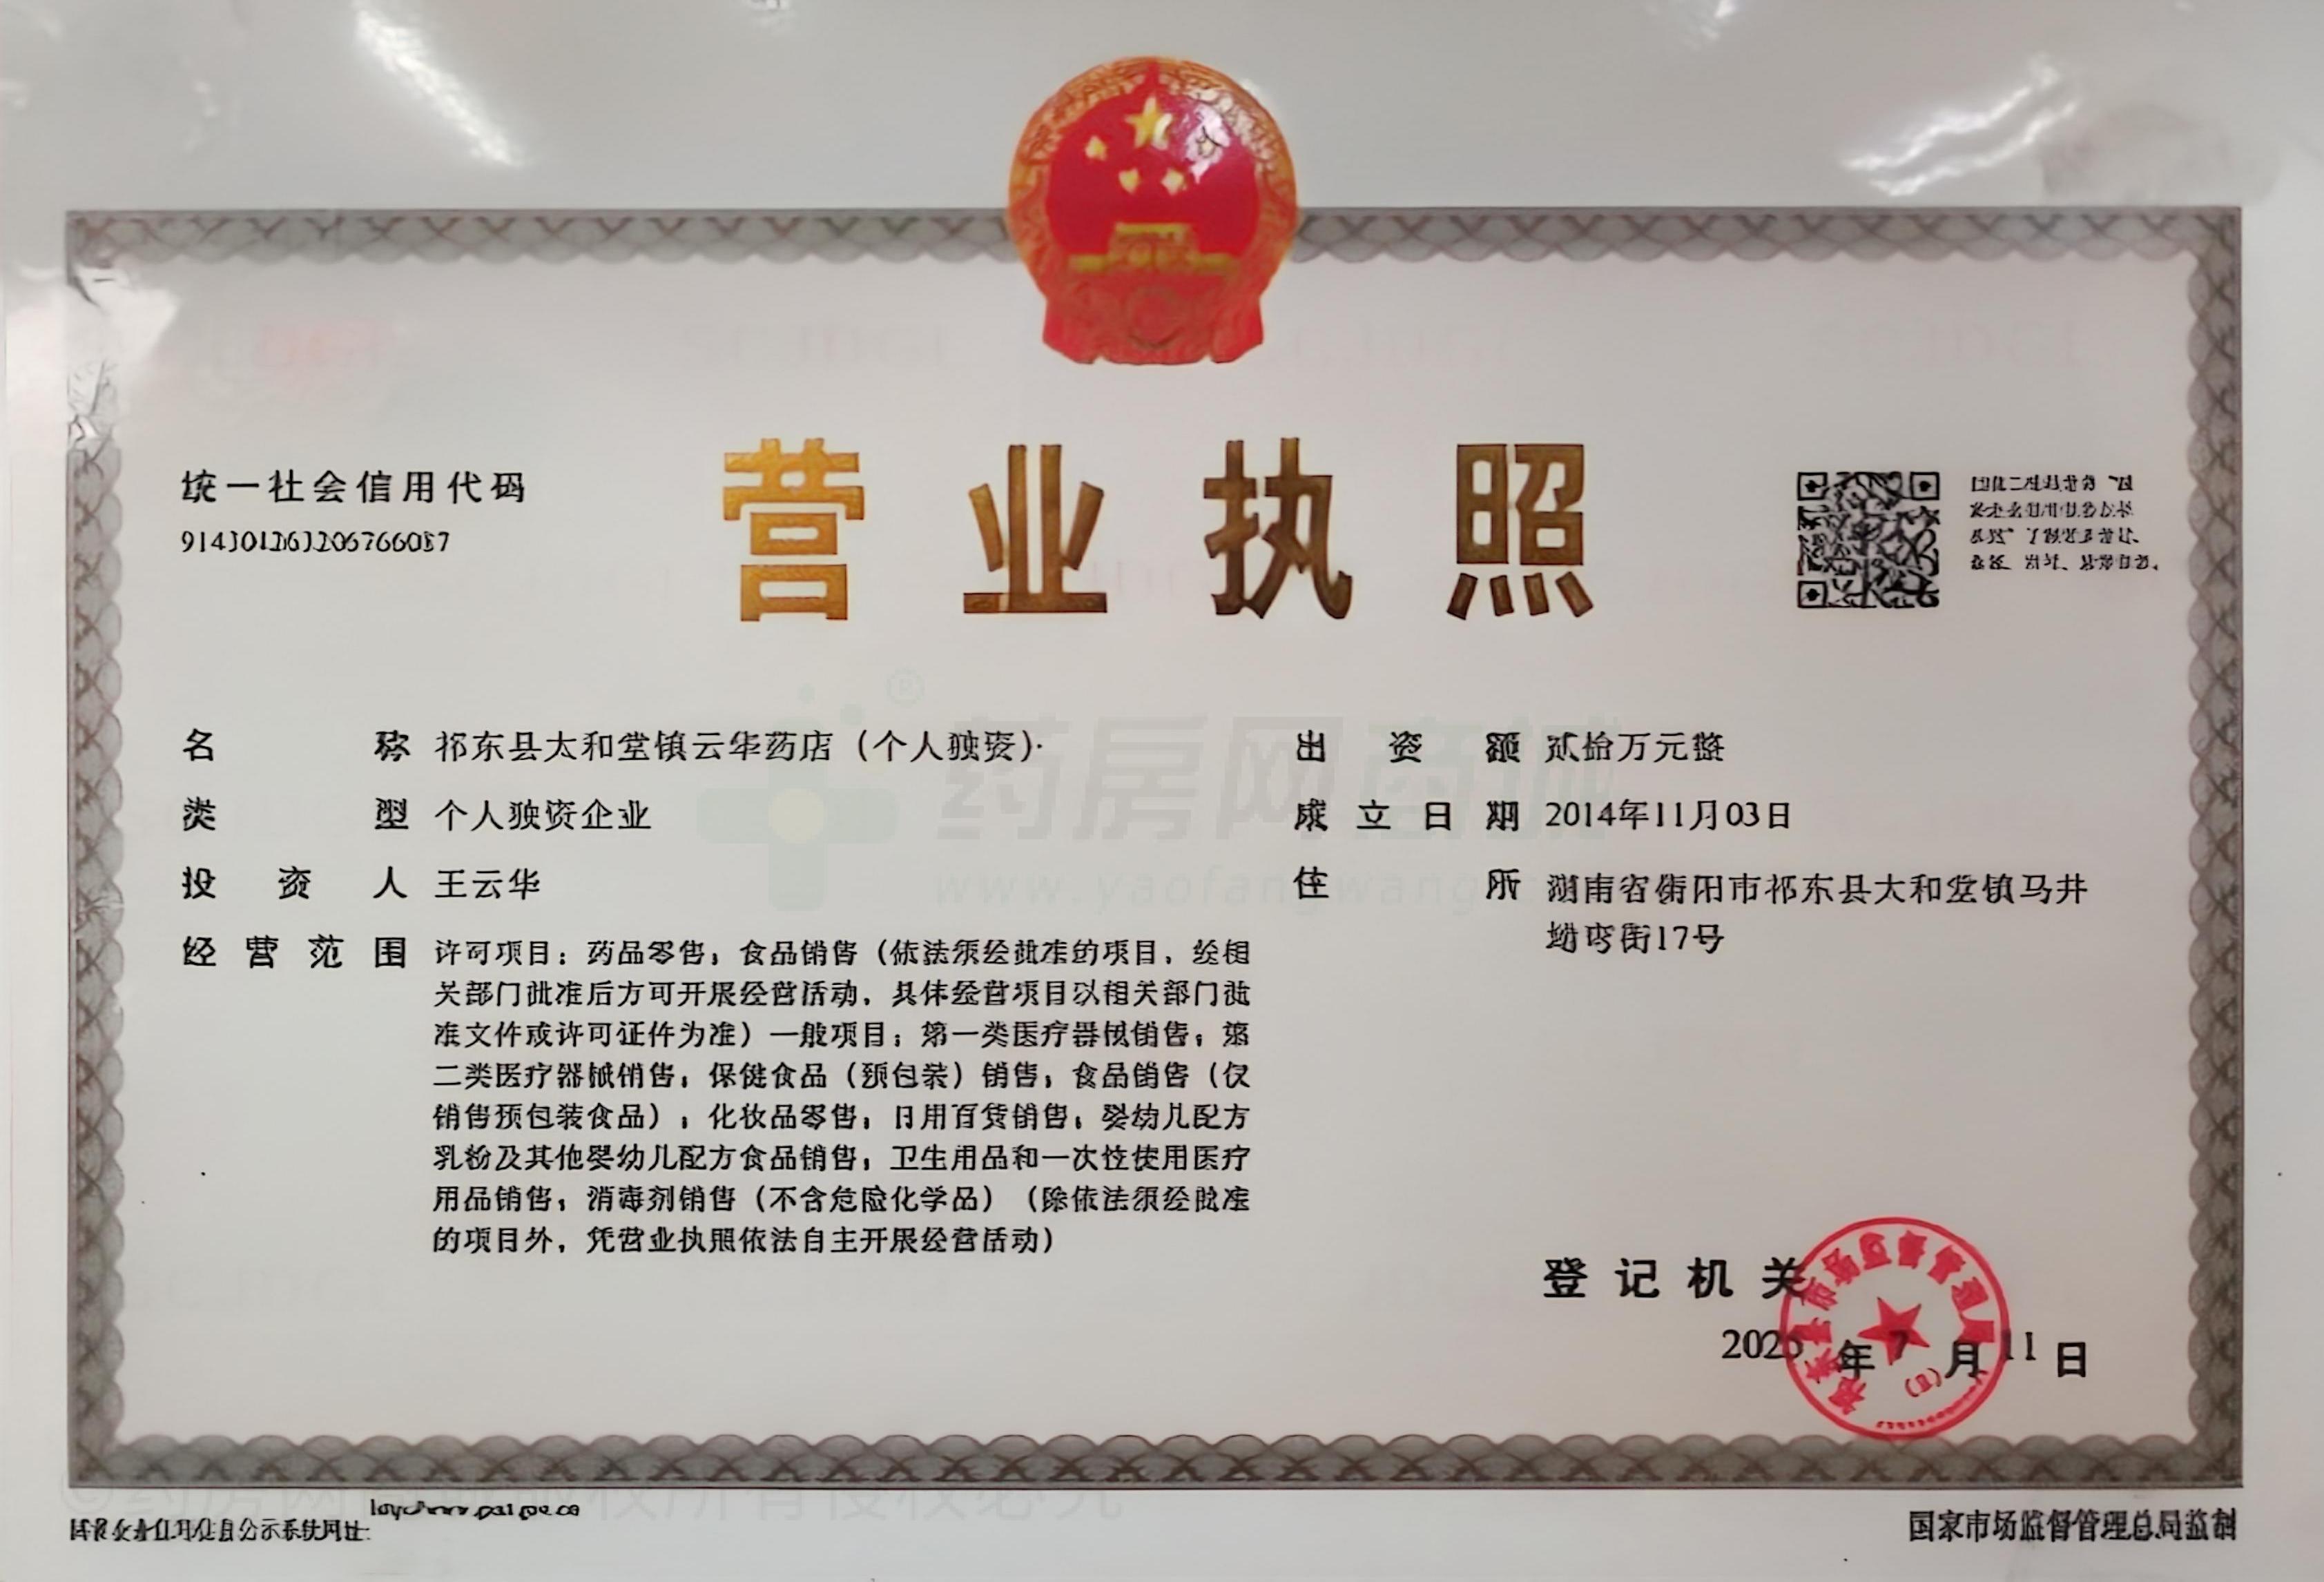 统一社会信用代码
营业执照
名称 祁东县太和堂镇云华药店（个人独资）
类型 个人独资企业
投资人 王云华
经营范围 许可项目：药品零售；食品销售（依法须经批准的项目，经相
关部门批准后方可开展经营活动，具体经营项目以相关部门批
准文件或许可证件为准）一般项目：第一类医疗器械销售；第
二类医疗器械销售；保健食品（预包装）销售；食品销售（仅
销售预包装食品）；化妆品零售；日用百货销售；婴幼儿配方
乳粉及其他婴幼儿配方食品销售；卫生用品和一次性使用医疗
用品销售；消毒剂销售（不含危险化学品）（除依法须经批准
的项目外，凭营业执照依法自主开展经营活动）
出资额 贰拾万元整
成立日期 2014年11月03日
住所 湖南省衡阳市祁东县太和堂镇马井
街17号
登记机关
年7月11日
药房网商城
www.yaofangwang
国家市场监督管理总局监制